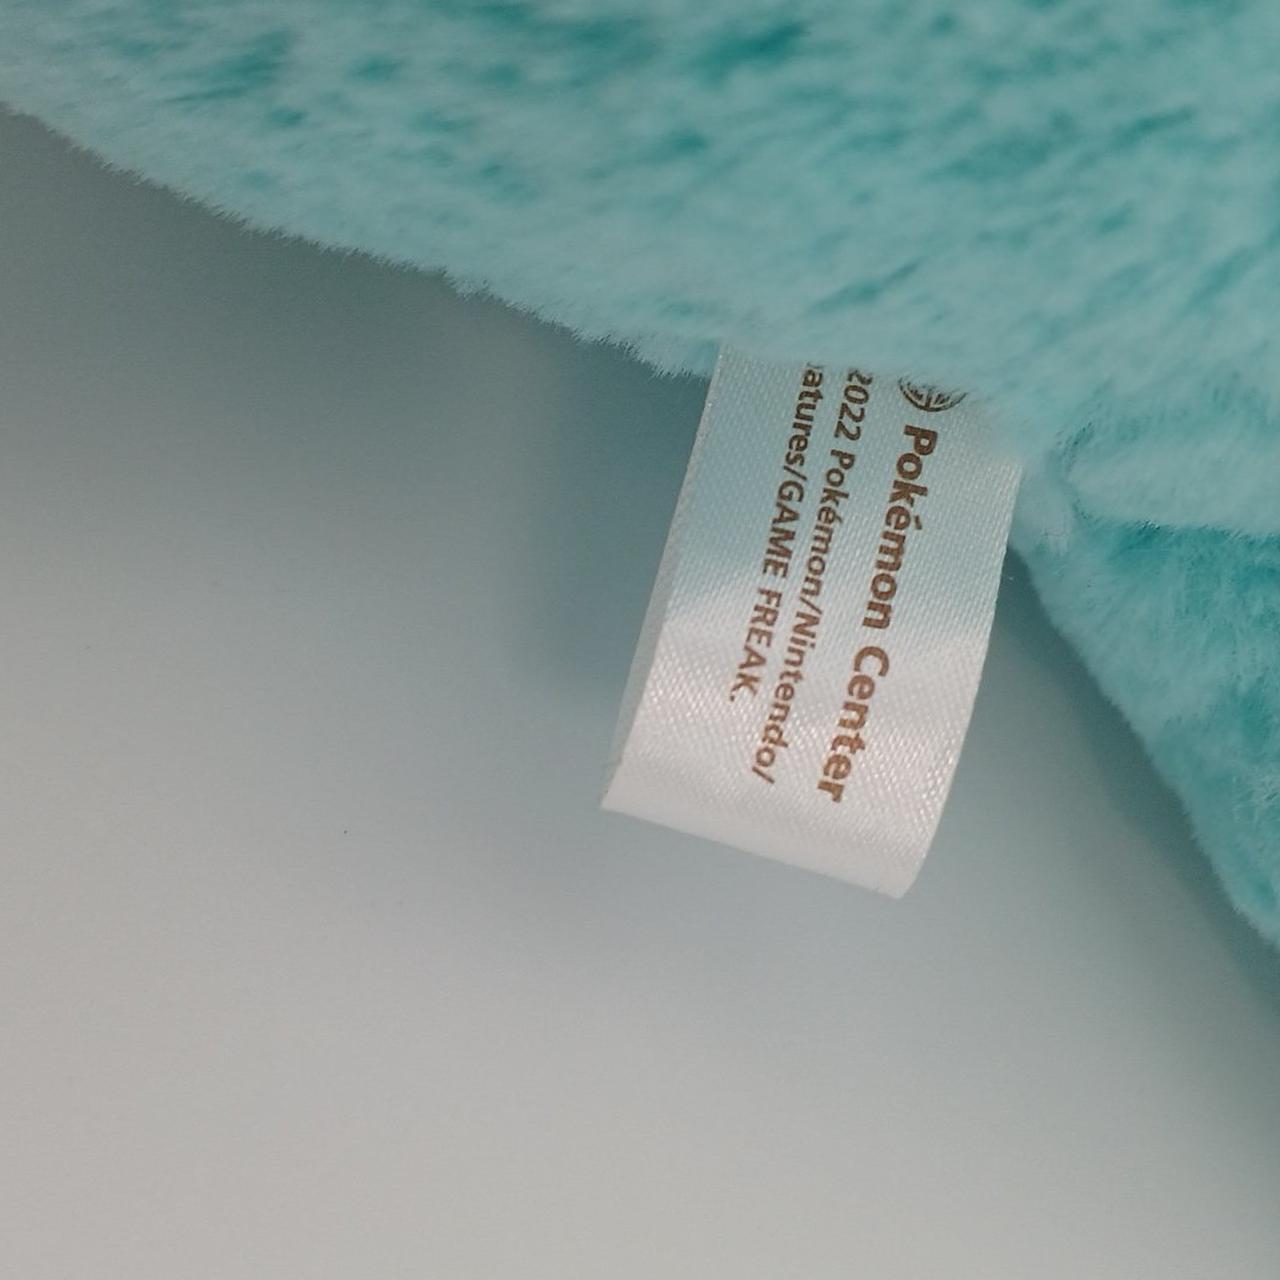 Pokémon Center
2022 Pokémon/Nintendo/
atures/GAME FREAK.